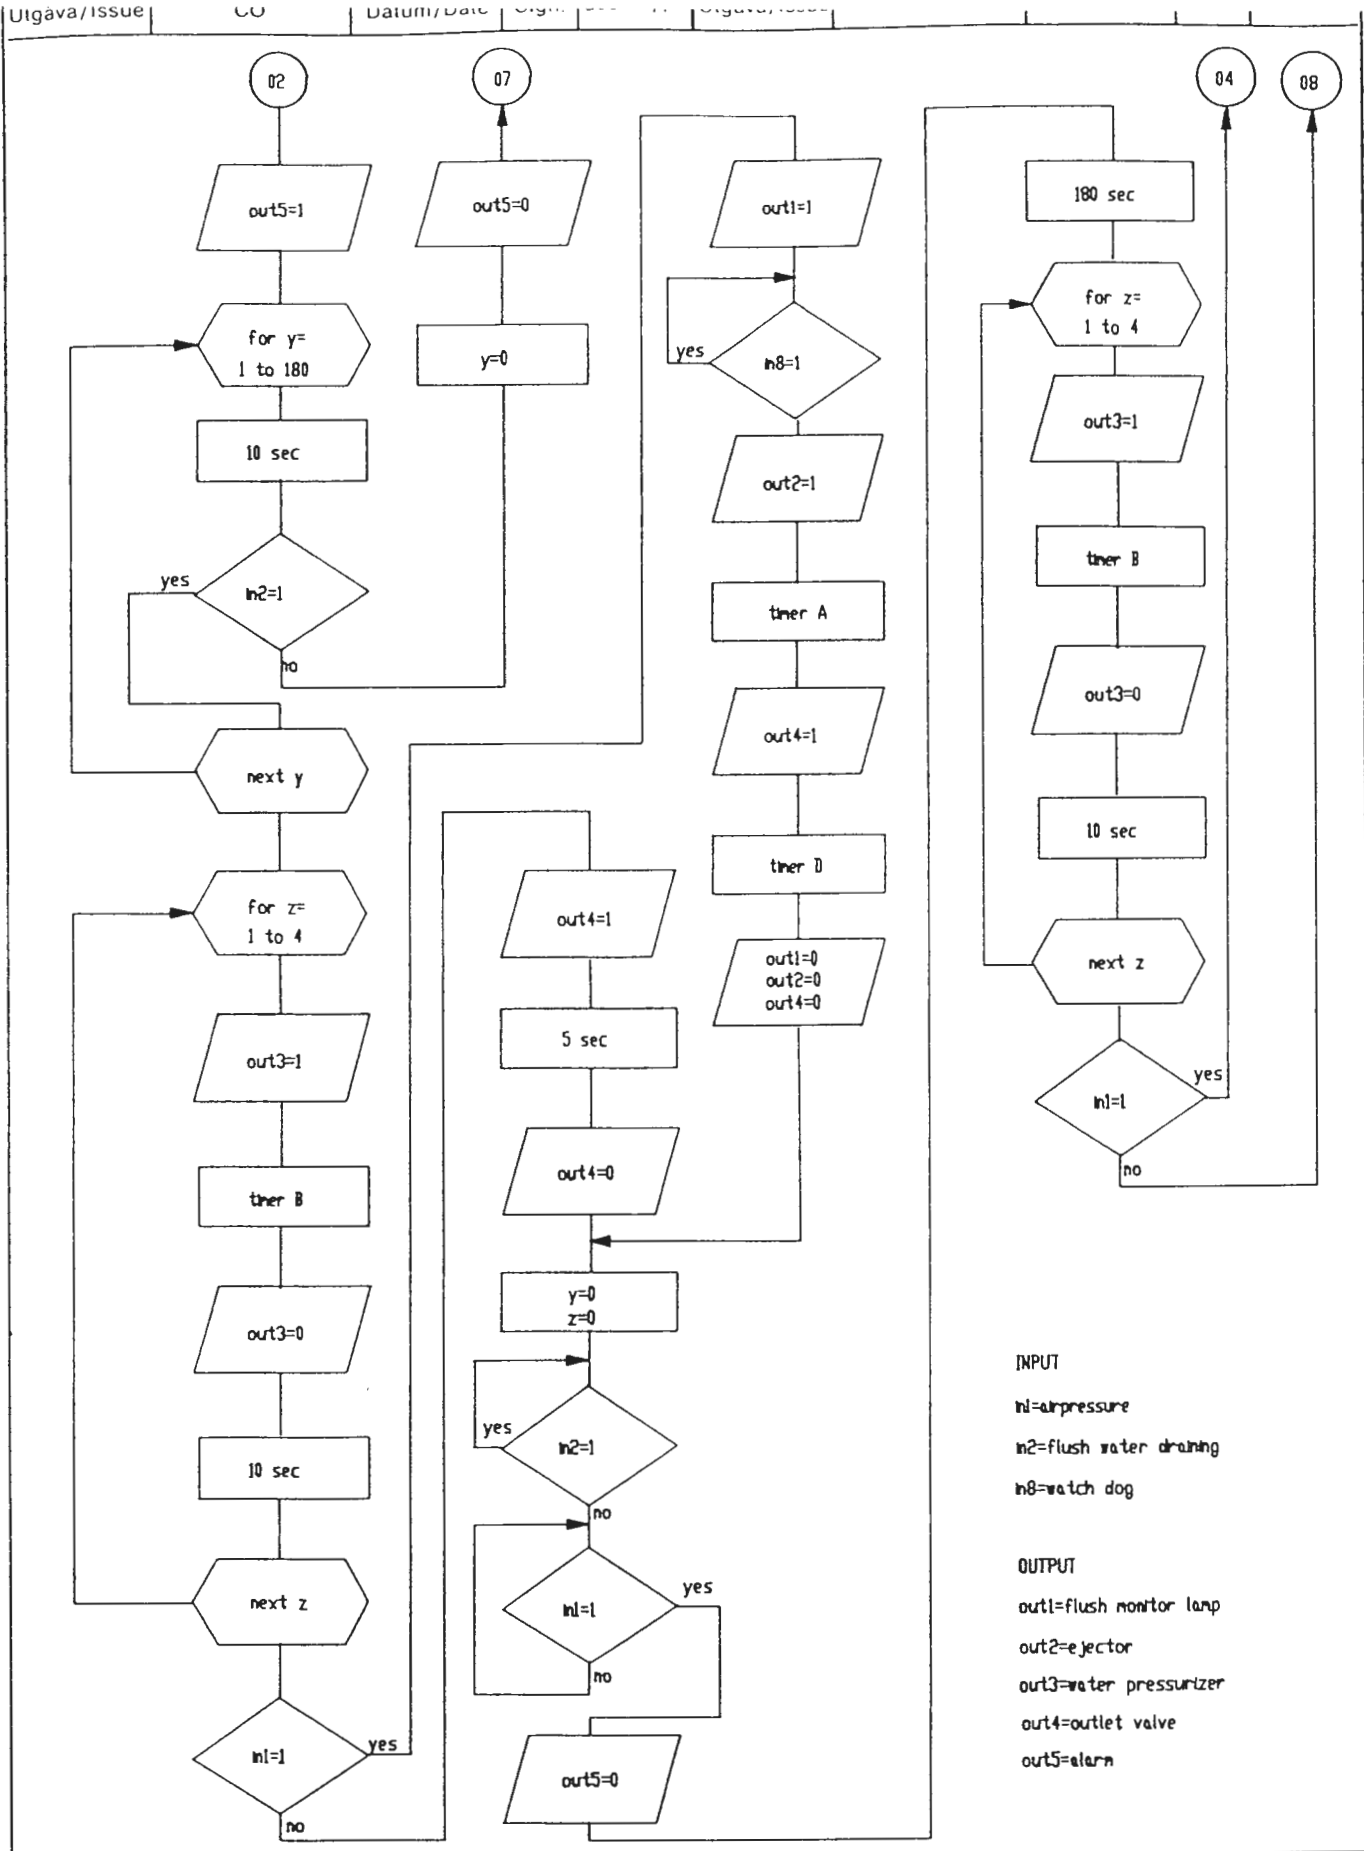 Utgåva/Issue
CO
Datum/Date
Sign.
Utgåva/Issue
02
out5=1
for y=
1 to 180
10 sec
in2=1
yes
no
next y
for z=
1 to 4
out3=1
timer B
out3=0
10 sec
next z
in1=1
yes
no
07
out5=0
y=0
out4=1
5 sec
out4=0
y=0
z=0
in2=1
yes
no
in1=1
yes
no
out5=0
out1=1
in8=1
yes
out2=1
timer A
out4=1
timer D
out1=0
out2=0
out4=0
180 sec
for z=
1 to 4
out3=1
timer B
out3=0
10 sec
next z
in1=1
yes
no
04
08
INPUT
in1=airpressure
in2=flush water draining
in8=watch dog
OUTPUT
out1=flush monitor lamp
out2=ejector
out3=water pressurizer
out4=outlet valve
out5=alarm